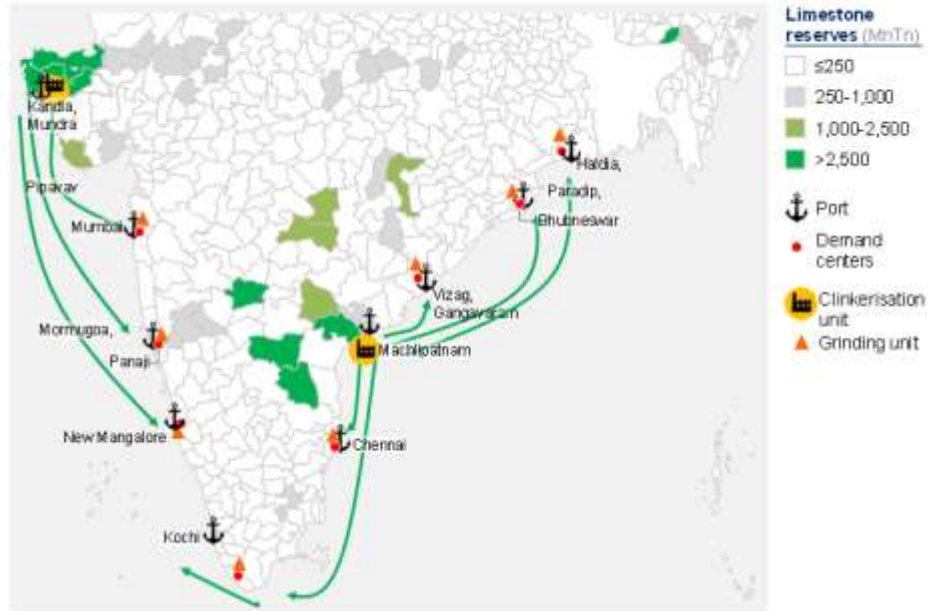 Limestone
reserves (MnTn)
≤250
250-1,000
1,000-2,500
>2,500
Port
Demand
centers
Clinkerisation
unit
Grinding unit
Kandla,
Mundra
Pipavav
Mumbai
Mormugoa,
Panaji
New Mangalore
Kochi
Chennai
Machlipatnam
Vizag,
Gangavaram
Haldia,
Paradip,
Bhubneswar